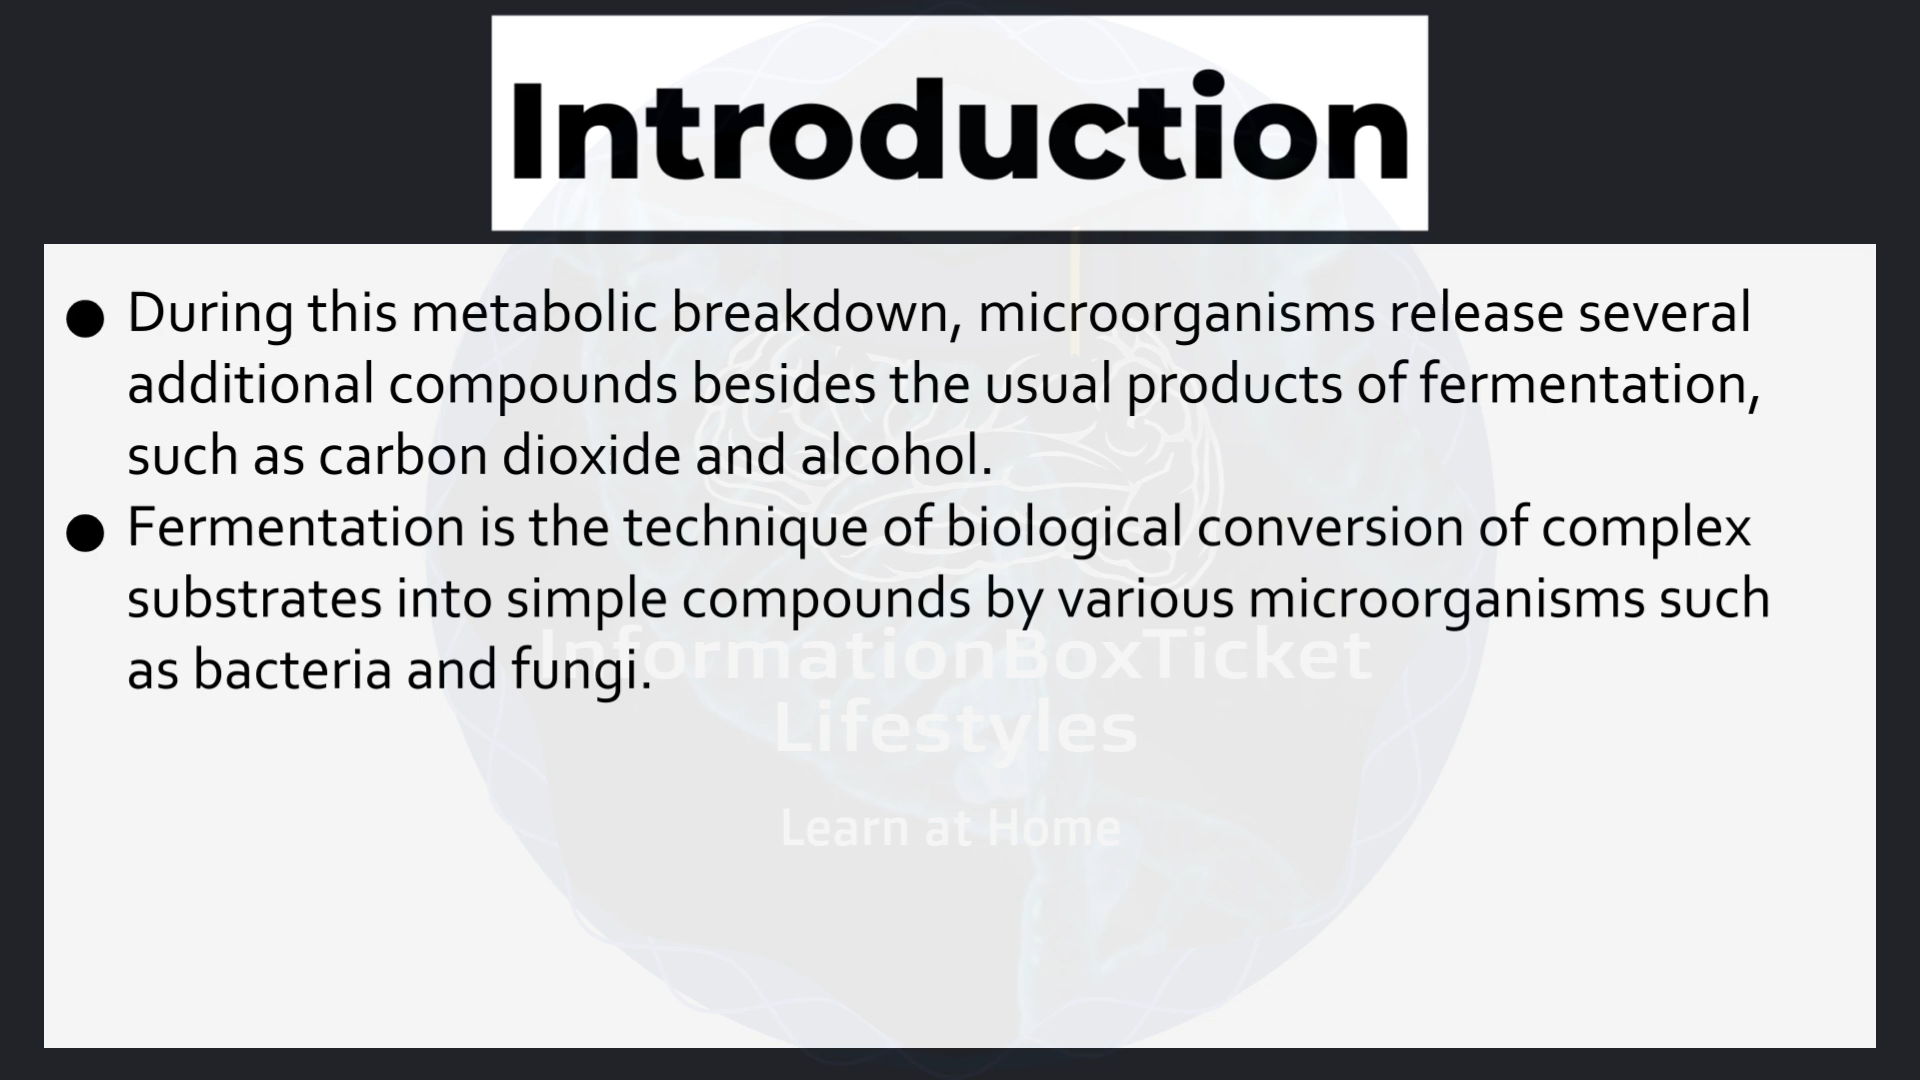 Introduction
● During this metabolic breakdown, microorganisms release several
additional compounds besides the usual products of fermentation,
such as carbon dioxide and alcohol.
● Fermentation is the technique of biological conversion of complex
substrates into simple compounds by various microorganisms such
as bacteria and fungi.
InformationBoxTicket
Lifestyles
Learn at Home